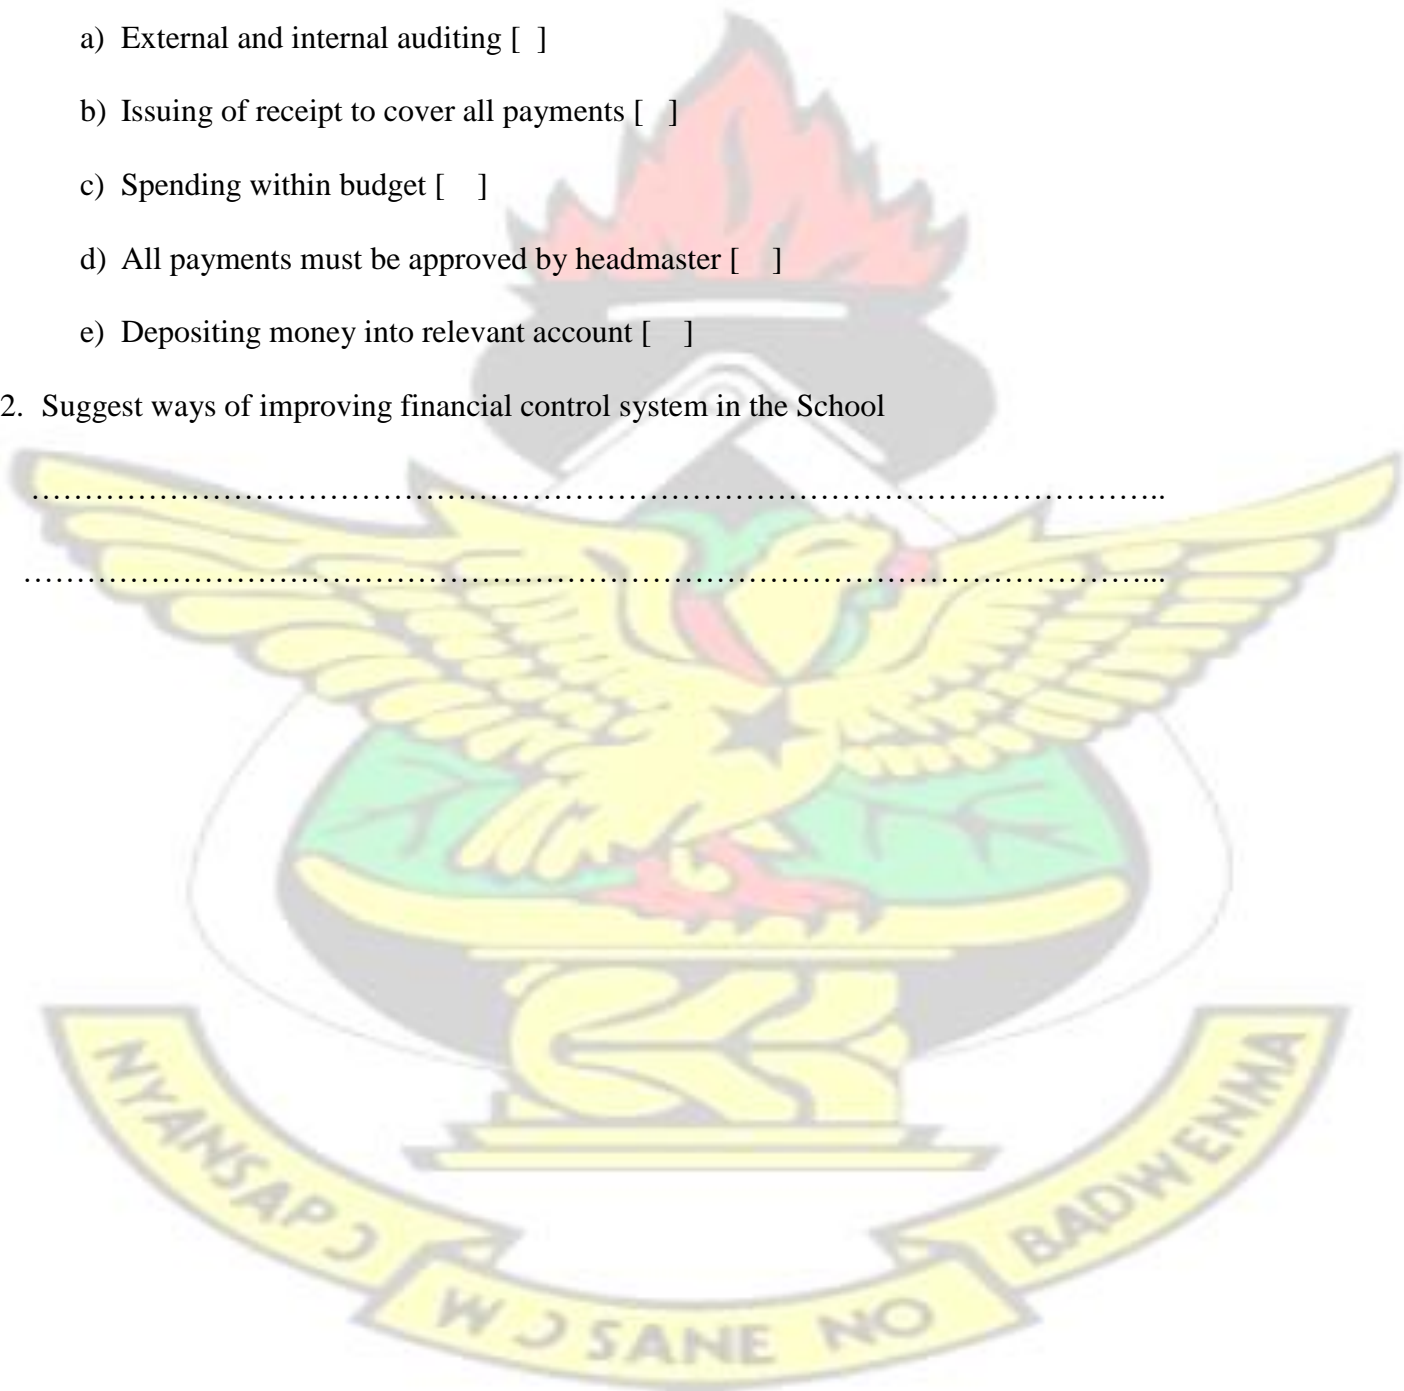 a) External and internal auditing [ ]
b) Issuing of receipt to cover all payments [ ]
c) Spending within budget [ ]
d) All payments must be approved by headmaster [ ]
e) Depositing money into relevant account [ ]
2. Suggest ways of improving financial control system in the School
…………………………………………………………………………………………..
…………………………………………………………………………………………...
NYANSAPƆ
WƆSANE NO
BADWENMA